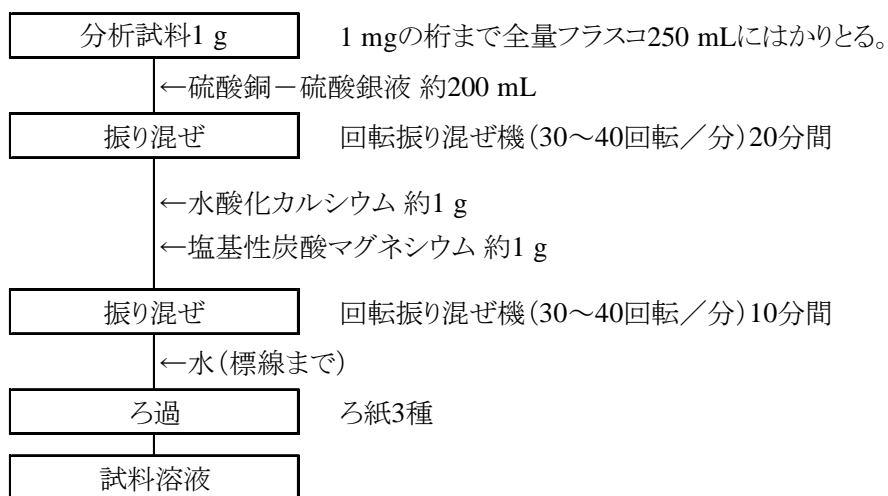 分析試料1 g 1 mgの桁まで全量フラスコ250 mLにはかりとる。
←硫酸銅－硫酸銀液 約200 mL
振り混ぜ 回転振り混ぜ機（30～40回転／分）20分間
←水酸化カルシウム 約1 g
←塩基性炭酸マグネシウム 約1 g
振り混ぜ 回転振り混ぜ機（30～40回転／分）10分間
←水（標線まで）
ろ過 ろ紙3種
試料溶液